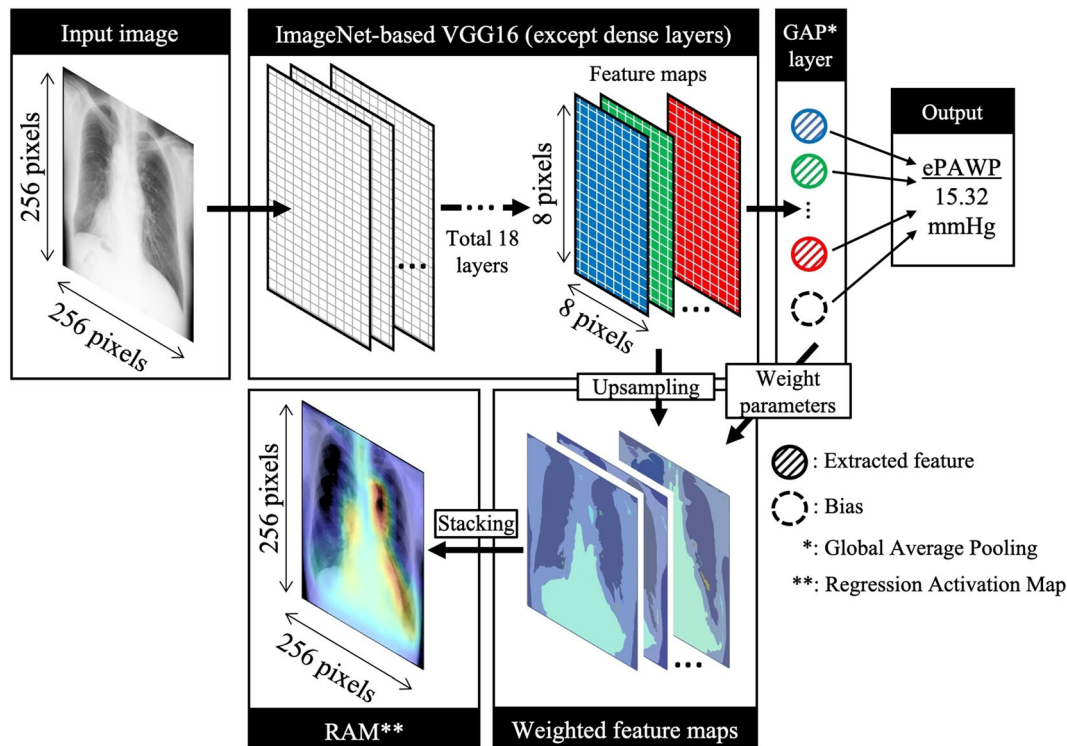 Input image
256 pixels
256 pixels
ImageNet-based VGG16 (except dense layers)
Feature maps
8 pixels
8 pixels
Total 18
layers
GAP*
layer
Output
ePAWP
15.32
mmHg
Upsampling
Weight
parameters
Stacking
256 pixels
256 pixels
RAM**
Weighted feature maps
: Extracted feature
: Bias
*: Global Average Pooling
**: Regression Activation Map